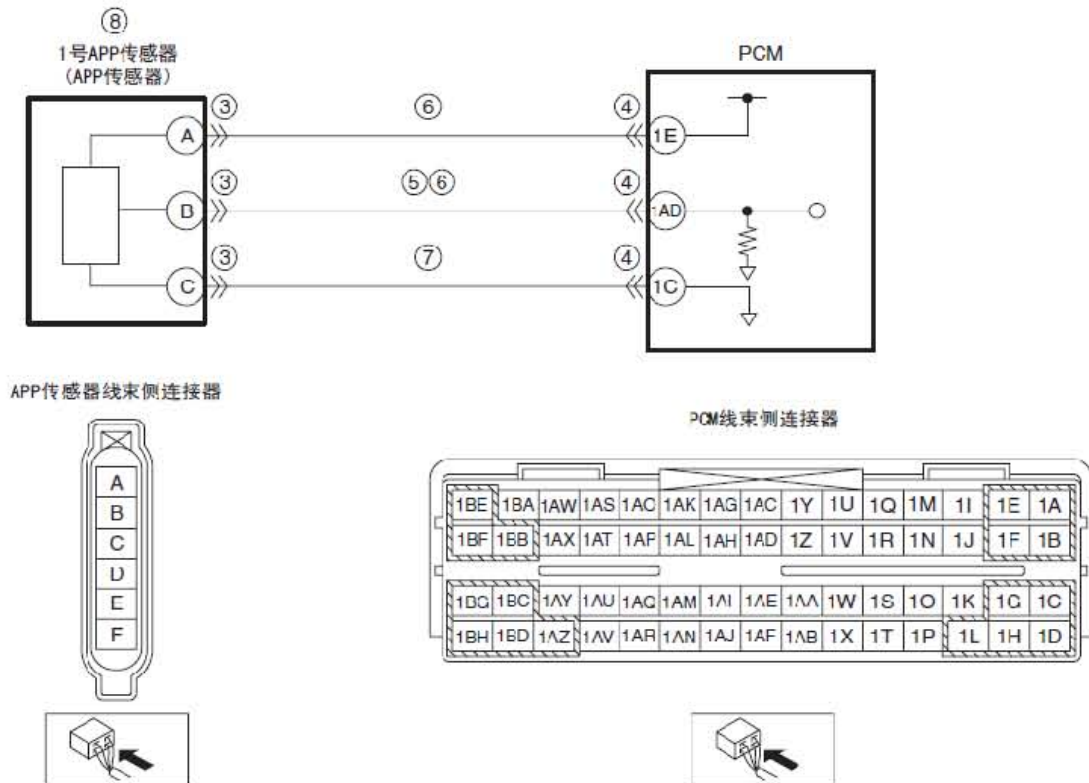 ⑧
1号APP传感器
(APP传感器)
PCM
③ ⑥ ④
A 1E
③ ⑤⑥ ④
B 1AD
③ ⑦ ④
C 1C
APP传感器线束侧连接器
PCM线束侧连接器
A
B
C
D
E
F
1BE 1BA 1AW 1AS 1AO 1AK 1AG 1AC 1Y 1U 1Q 1M 1I 1E 1A
1BF 1BB 1AX 1AT 1AP 1AL 1AH 1AD 1Z 1V 1R 1N 1J 1F 1B
1BG 1BC 1AY 1AU 1AQ 1AM 1AI 1AE 1AA 1W 1S 1O 1K 1G 1C
1BH 1BD 1AZ 1AV 1AR 1AN 1AJ 1AF 1AB 1X 1T 1P 1L 1H 1D